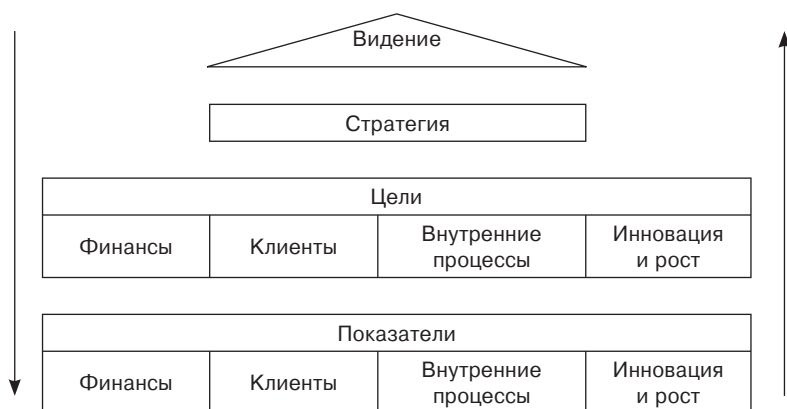 Видение
Стратегия
Цели
Финансы
Клиенты
Внутренние
процессы
Инновация
и рост
Показатели
Финансы
Клиенты
Внутренние
процессы
Инновация
и рост